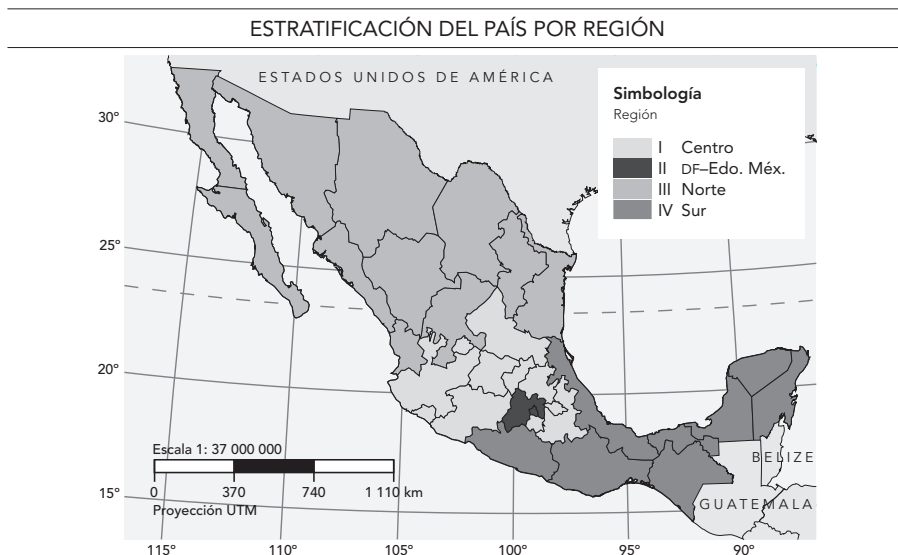 ESTRATIFICACIÓN DEL PAÍS POR REGIÓN
ESTADOS UNIDOS DE AMÉRICA
Simbología
Región
I Centro
II DF–Edo. Méx.
III Norte
IV Sur
30°
25°
20°
15°
Escala 1: 37 000 000
0 370 740 1 110 km
Proyección UTM
BELIZE
GUATEMALA
115° 110° 105° 100° 95° 90°